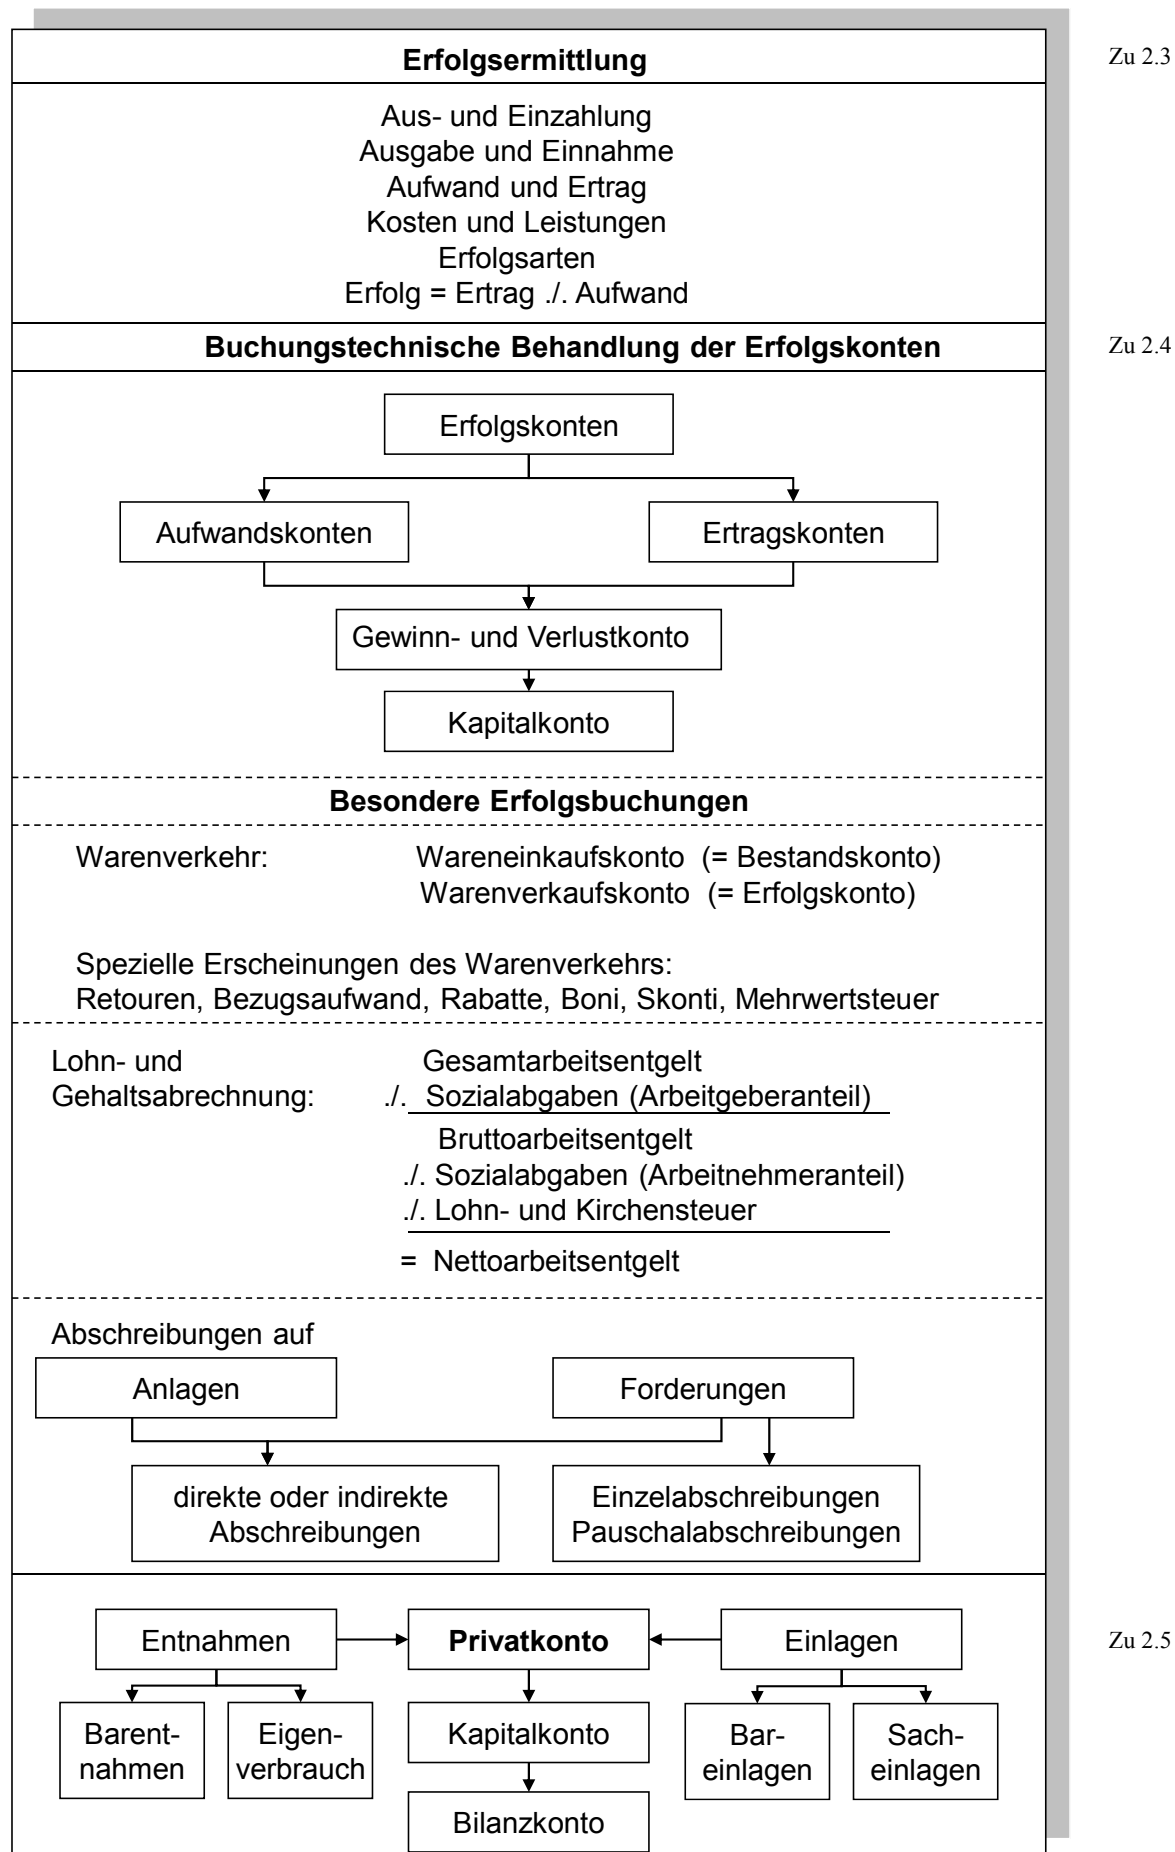 Erfolgsermittlung
Zu 2.3
Aus- und Einzahlung
Ausgabe und Einnahme
Aufwand und Ertrag
Kosten und Leistungen
Erfolgsarten
Erfolg = Ertrag ./. Aufwand
Buchungstechnische Behandlung der Erfolgskonten
Zu 2.4
Erfolgskonten
Aufwandskonten
Ertragskonten
Gewinn- und Verlustkonto
Kapitalkonto
Besondere Erfolgsbuchungen
Warenverkehr: Wareneinkaufskonto (= Bestandskonto)
Warenverkaufskonto (= Erfolgskonto)
Spezielle Erscheinungen des Warenverkehrs:
Retouren, Bezugsaufwand, Rabatte, Boni, Skonti, Mehrwertsteuer
Lohn- und Gesamtarbeitsentgelt
Gehaltsabrechnung: ./. Sozialabgaben (Arbeitgeberanteil)
Bruttoarbeitsentgelt
./. Sozialabgaben (Arbeitnehmeranteil)
./. Lohn- und Kirchensteuer
= Nettoarbeitsentgelt
Abschreibungen auf
Anlagen
Forderungen
direkte oder indirekte
Abschreibungen
Einzelabschreibungen
Pauschalabschreibungen
Entnahmen
Privatkonto
Einlagen
Zu 2.5
Barent-
nahmen
Eigen-
verbrauch
Kapitalkonto
Bar-
einlagen
Sach-
einlagen
Bilanzkonto